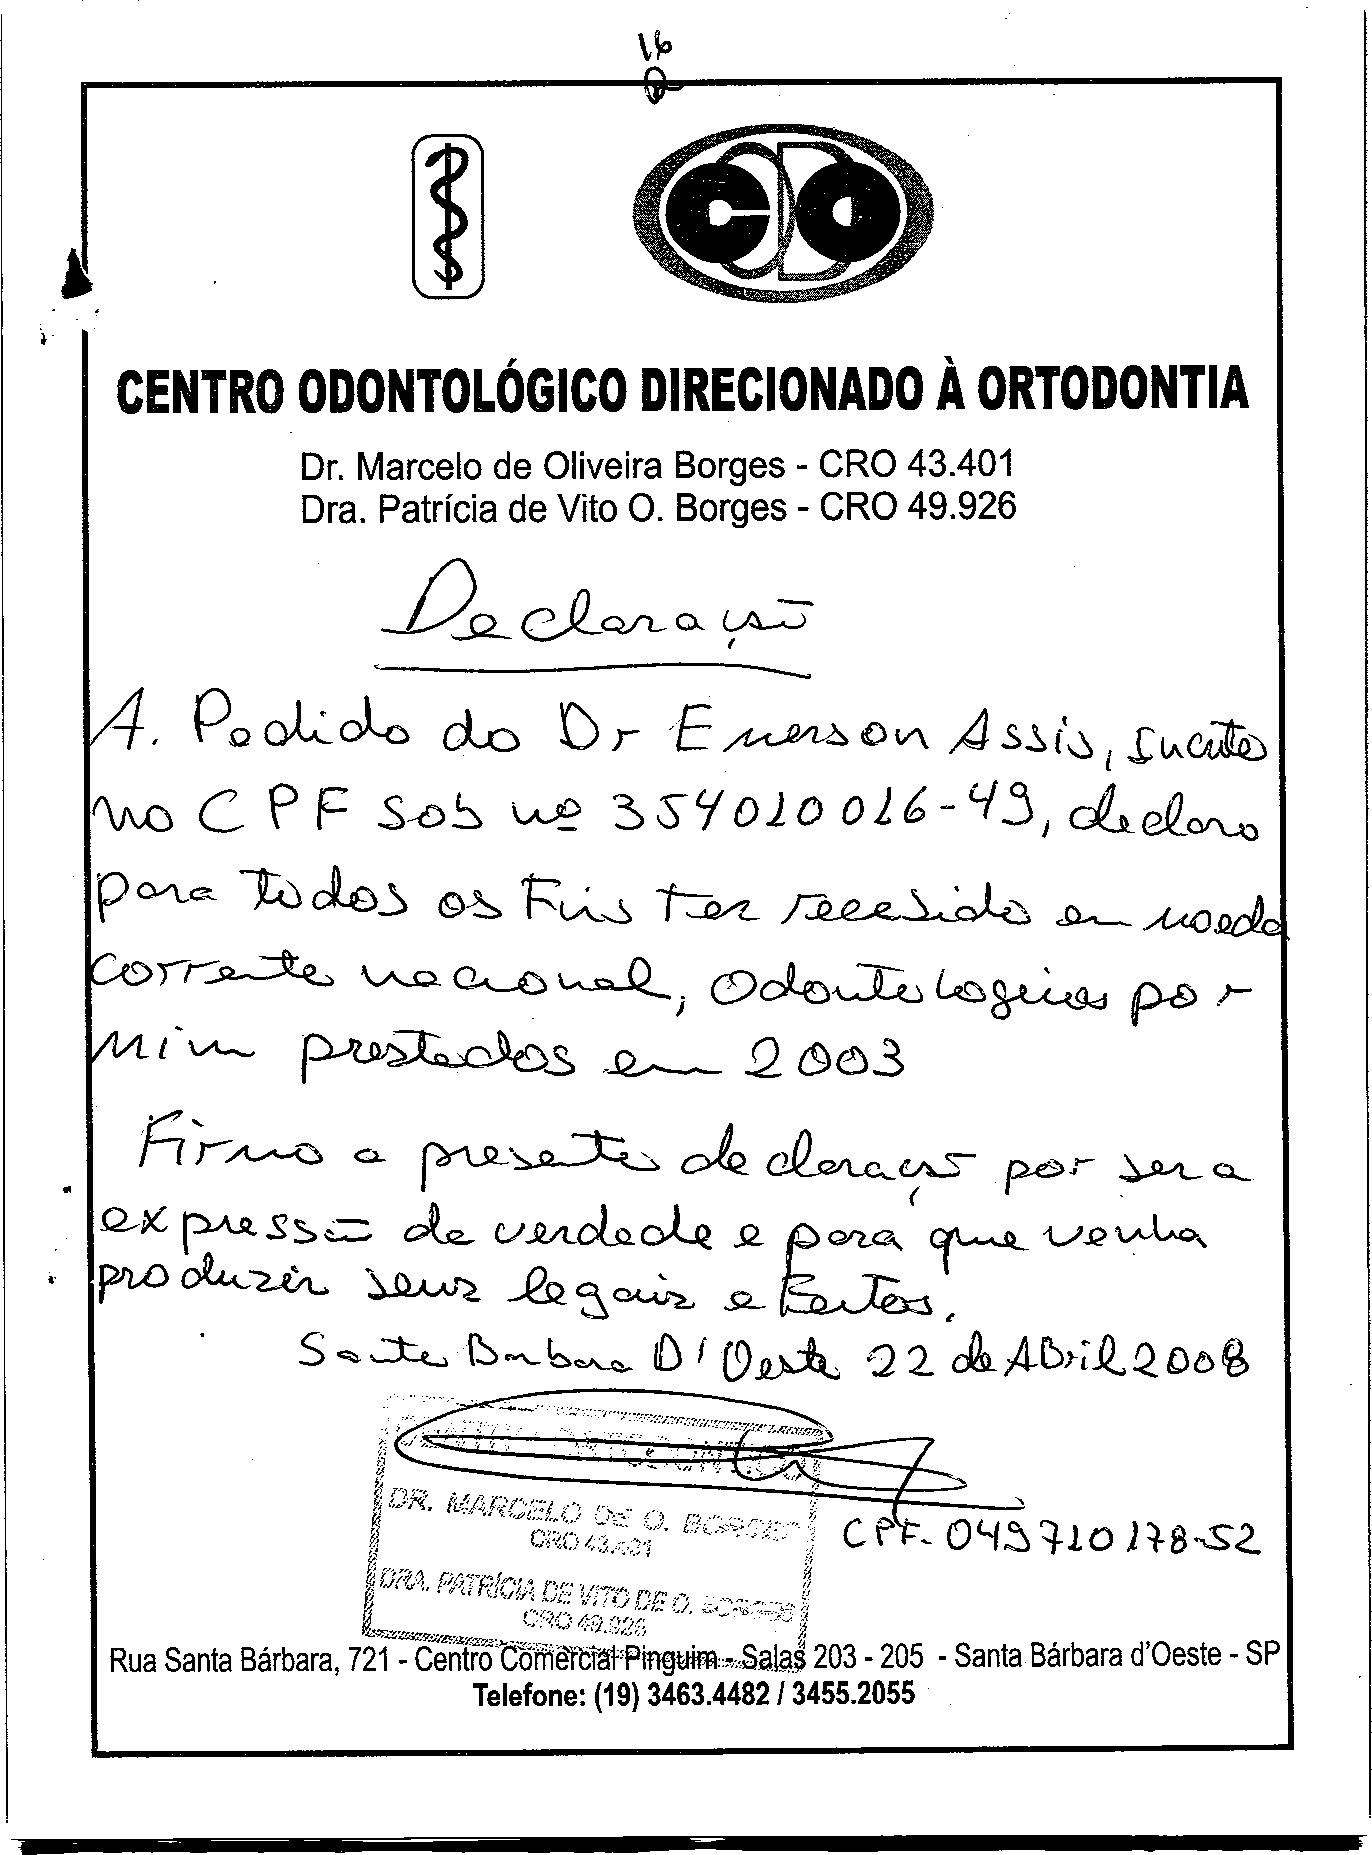 16
CDO
CENTRO ODONTOLÓGICO DIRECIONADO À ORTODONTIA
Dr. Marcelo de Oliveira Borges - CRO 43.401
Dra. Patrícia de Vito O. Borges - CRO 49.926
Declaração
A. Pedido do Dr Emerson Assis,
no CPF sob nº 354010016-49, declaro
para todos os Fins ter recebido em moeda
corrente nacional, Odontologicos por
mim prestados em 2003
Firmo a presente declaração por ser a
expressão da verdade e para que venha
produzir seus legais efeitos.
Santa Barbara D'Oeste 22 de Abril 2008
DR. MARCELO DE O. BORGES
CRO 43.401
CPF- 049710178-52
DRA. PATRÍCIA DE VITO DE O. BORGES
CRO 49.926
Rua Santa Bárbara, 721 - Centro Comercial Pinguim - Salas 203 - 205 - Santa Bárbara d'Oeste - SP
Telefone: (19) 3463.4482 / 3455.2055